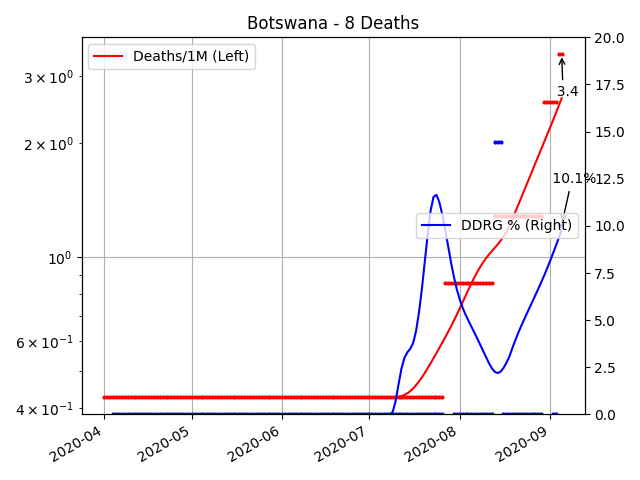 Botswana - 8 Deaths
Deaths/1M (Left)
DDRG % (Right)
3.4
10.1%
3 × 10⁰
2 × 10⁰
10⁰
6 × 10⁻¹
4 × 10⁻¹
20.0
17.5
15.0
12.5
10.0
7.5
5.0
2.5
0.0
2020-04
2020-05
2020-06
2020-07
2020-08
2020-09